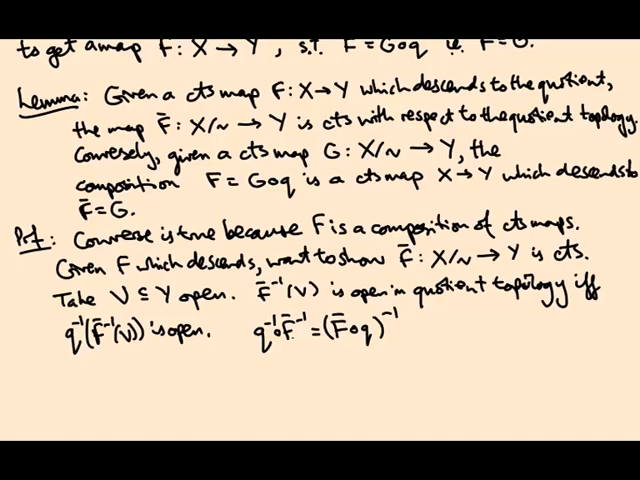 to get a map F: X → Y, s.t. F = G∘q i.e. F̄ = G.
Lemma: Given a cts map F: X → Y which descends to the quotient,
the map F̄: X/~ → Y is cts with respect to the quotient topology.
Conversely, given a cts map G: X/~ → Y, the
composition F = G∘q is a cts map X → Y which descends to
F̄ = G.
Prf: Converse is true because F is a composition of cts maps.
Given F which descends, want to show F̄: X/~ → Y is cts.
Take V ⊆ Y open. F̄⁻¹(V) is open in quotient topology iff
q⁻¹(F̄⁻¹(V)) is open. q⁻¹∘F̄⁻¹ = (F̄∘q)⁻¹